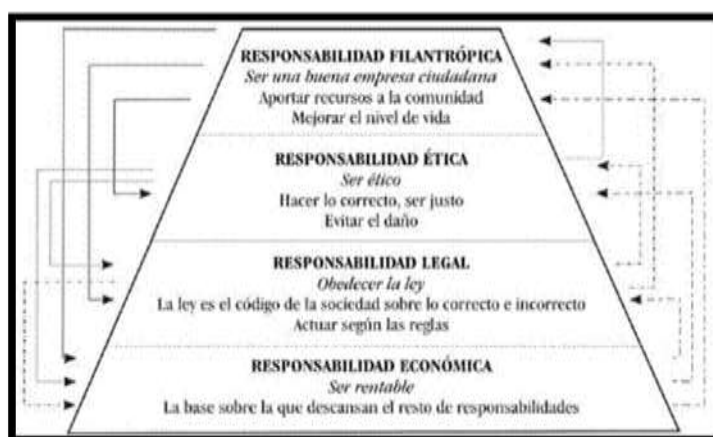 RESPONSABILIDAD FILANTRÓPICA
Ser una buena empresa ciudadana
Aportar recursos a la comunidad
Mejorar el nivel de vida
RESPONSABILIDAD ÉTICA
Ser ético
Hacer lo correcto, ser justo
Evitar el daño
RESPONSABILIDAD LEGAL
Obedecer la ley
La ley es el código de la sociedad sobre lo correcto e incorrecto
Actuar según las reglas
RESPONSABILIDAD ECONÓMICA
Ser rentable
La base sobre la que descansan el resto de responsabilidades